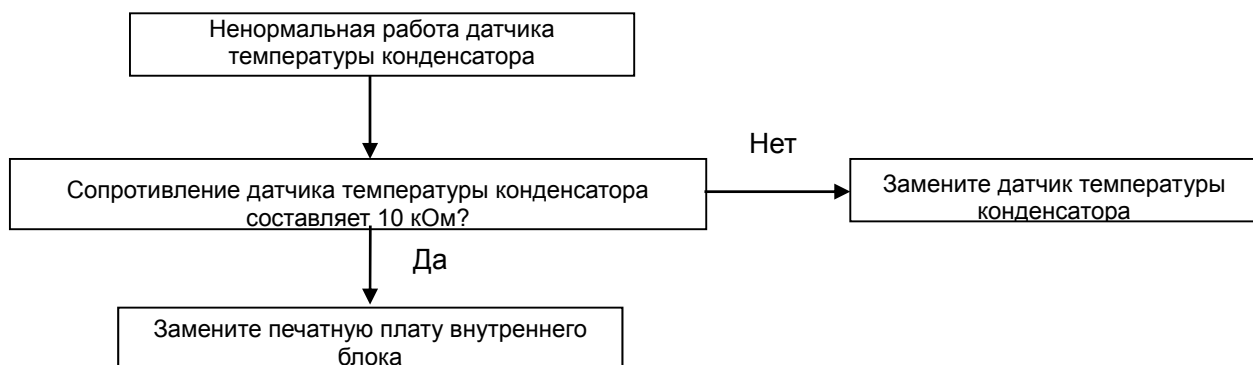 Ненормальная работа датчика
температуры конденсатора
Нет
Сопротивление датчика температуры конденсатора
составляет 10 кОм?
Замените датчик температуры
конденсатора
Да
Замените печатную плату внутреннего
блока